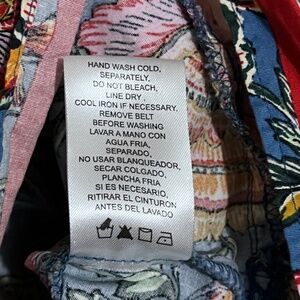 HAND WASH COLD,
SEPARATELY,
DO NOT BLEACH,
LINE DRY ,
COOL IRON IF NECESSARY.
REMOVE BELT
BEFORE WASHING
LAVAR A MANO CON
AGUA FRIA,
SEPARADO,
NO USAR BLANQUEADOR,
SECAR COLGADO,
PLANCHA FRIA
SI ES NECESARIO,
RITIRAR EL CINTURON
ANTES DEL LAVADO